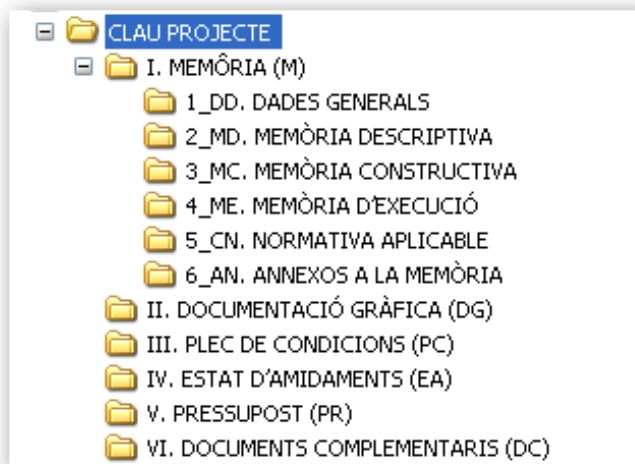 CLAU PROJECTE
I. MEMÔRIA (M)
1_DD. DADES GENERALS
2_MD. MEMÒRIA DESCRIPTIVA
3_MC. MEMÒRIA CONSTRUCTIVA
4_ME. MEMÒRIA D'EXECUCIÓ
5_CN. NORMATIVA APLICABLE
6_AN. ANNEXOS A LA MEMÒRIA
II. DOCUMENTACIÓ GRÀFICA (DG)
III. PLEC DE CONDICIONS (PC)
IV. ESTAT D'AMIDAMENTS (EA)
V. PRESSUPOST (PR)
VI. DOCUMENTS COMPLEMENTARIS (DC)